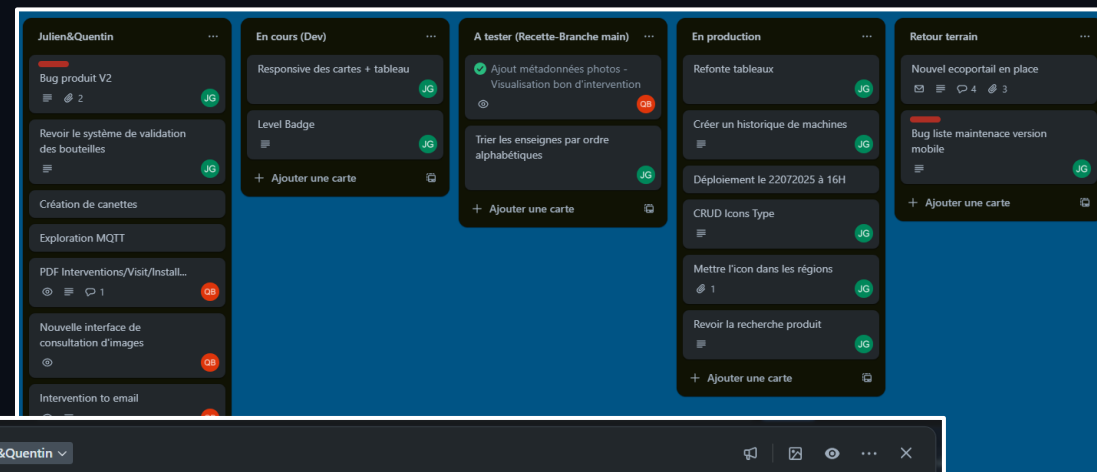 Julien&Quentin
Bug produit V2
2
JG
Revoir le système de validation
des bouteilles
JG
Création de canettes
Exploration MQTT
PDF Interventions/Visit/Install...
1
QB
Nouvelle interface de
consultation d'images
QB
Intervention to email
En cours (Dev)
Responsive des cartes + tableau
JG
Level Badge
JG
+ Ajouter une carte
A tester (Recette-Branche main)
Ajout métadonnées photos -
Visualisation bon d'intervention
QB
Trier les enseignes par ordre
alphabétiques
JG
+ Ajouter une carte
En production
Refonte tableaux
JG
Créer un historique de machines
JG
Déploiement le 22072025 à 16H
CRUD Icons Type
JG
Mettre l'icon dans les régions
1
JG
Revoir la recherche produit
JG
+ Ajouter une carte
Retour terrain
Nouvel ecoportail en place
4 3
Bug liste maintenace version
mobile
JG
+ Ajouter une carte
&Quentin